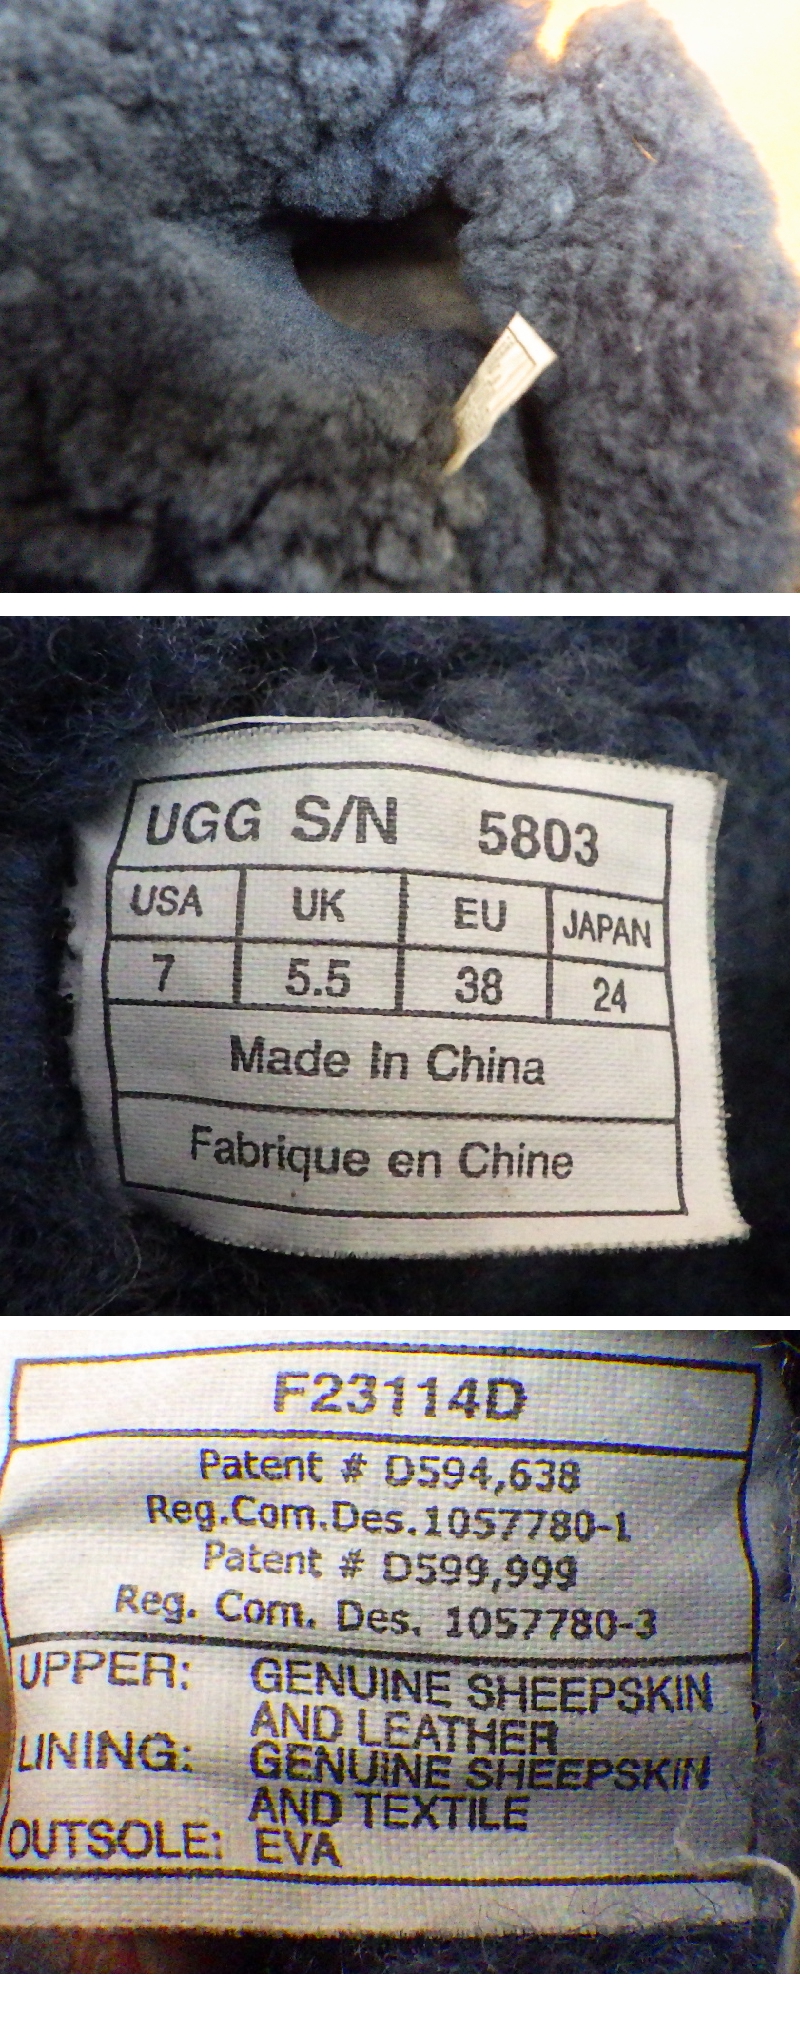 UGG S/N 5803
USA UK EU JAPAN
7 5.5 38 24
Made In China
Fabrique en Chine
F23114D
Patent # D594,638
Reg.Com.Des.1057780-1
Patent # D599,999
Reg. Com. Des. 1057780-3
UPPER: GENUINE SHEEPSKIN
AND LEATHER
LINING: GENUINE SHEEPSKIN
AND TEXTILE
OUTSOLE: EVA